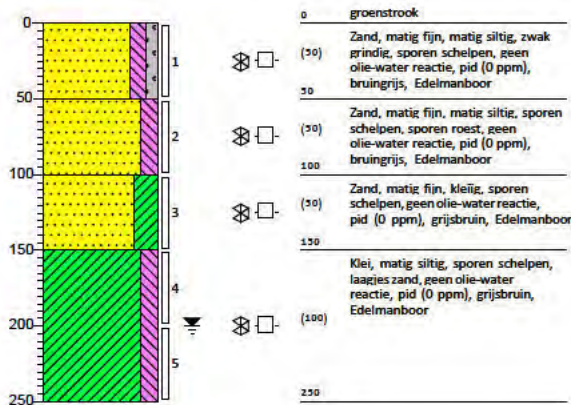 0
50
100
150
200
250
1
2
3
4
5
0 groenstrook
(50)
Zand, matig fijn, matig siltig, zwak
grindig, sporen schelpen, geen
olie-water reactie, pid (0 ppm),
bruingrijs, Edelmanboor
50
(50)
Zand, matig fijn, matig siltig, sporen
schelpen, sporen roest, geen
olie-water reactie, pid (0 ppm),
bruingrijs, Edelmanboor
100
(50)
Zand, matig fijn, kleiïg, sporen
schelpen, geen olie-water reactie,
pid (0 ppm), grijsbruin, Edelmanboor
150
Klei, matig siltig, sporen schelpen,
laagjes zand, geen olie-water
reactie, pid (0 ppm), grijsbruin,
Edelmanboor
(100)
250